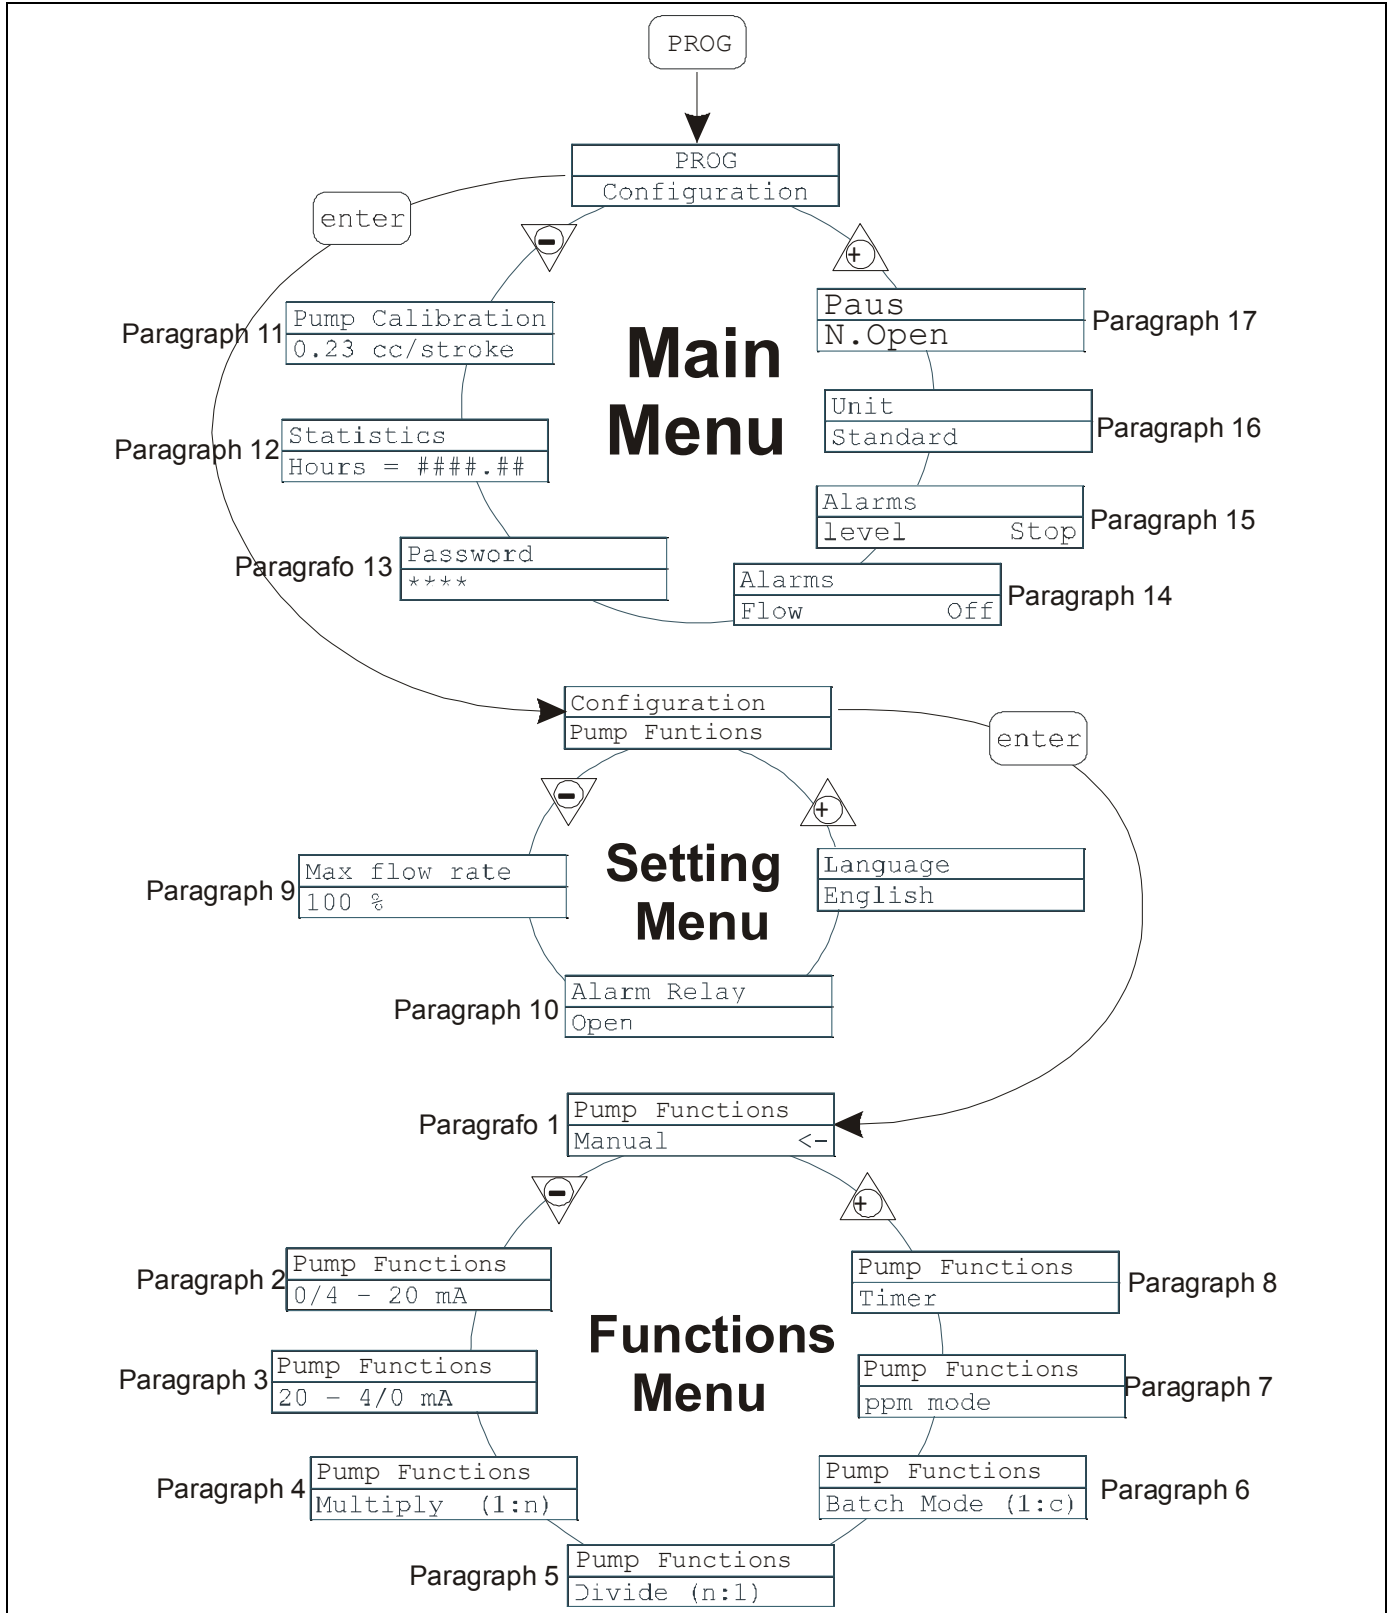 PROG
PROG
Configuration
enter
-
+
Pump Calibration
0.23 cc/stroke
Paragraph 11
Paus
N.Open
Paragraph 17
Main
Menu
Unit
Standard
Paragraph 16
Statistics
Hours = ####.##
Paragraph 12
Alarms
level Stop
Paragraph 15
Password
****
Paragrafo 13
Alarms
Flow Off
Paragraph 14
Configuration
Pump Funtions
enter
-
+
Setting
Menu
Max flow rate
100 %
Paragraph 9
Language
English
Alarm Relay
Open
Paragraph 10
Paragrafo 1
Pump Functions
Manual <-
-
+
Pump Functions
0/4 - 20 mA
Paragraph 2
Pump Functions
Timer
Paragraph 8
Functions
Menu
Pump Functions
20 - 4/0 mA
Paragraph 3
Pump Functions
ppm mode
Paragraph 7
Pump Functions
Multiply (1:n)
Paragraph 4
Pump Functions
Batch Mode (1:c)
Paragraph 6
Pump Functions
Divide (n:1)
Paragraph 5